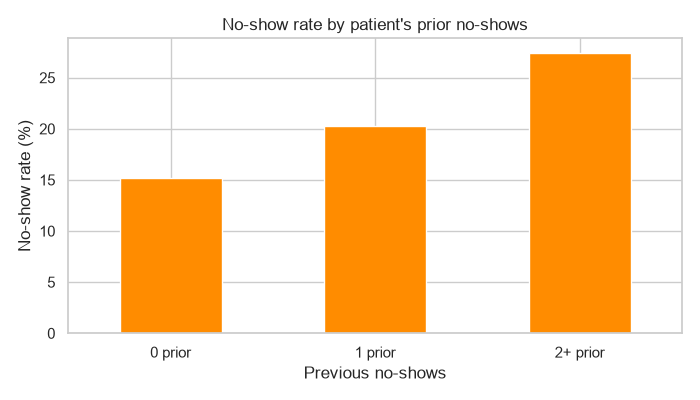 No-show rate by patient's prior no-shows
No-show rate (%)
25
20
15
10
5
0
0 prior
1 prior
2+ prior
Previous no-shows